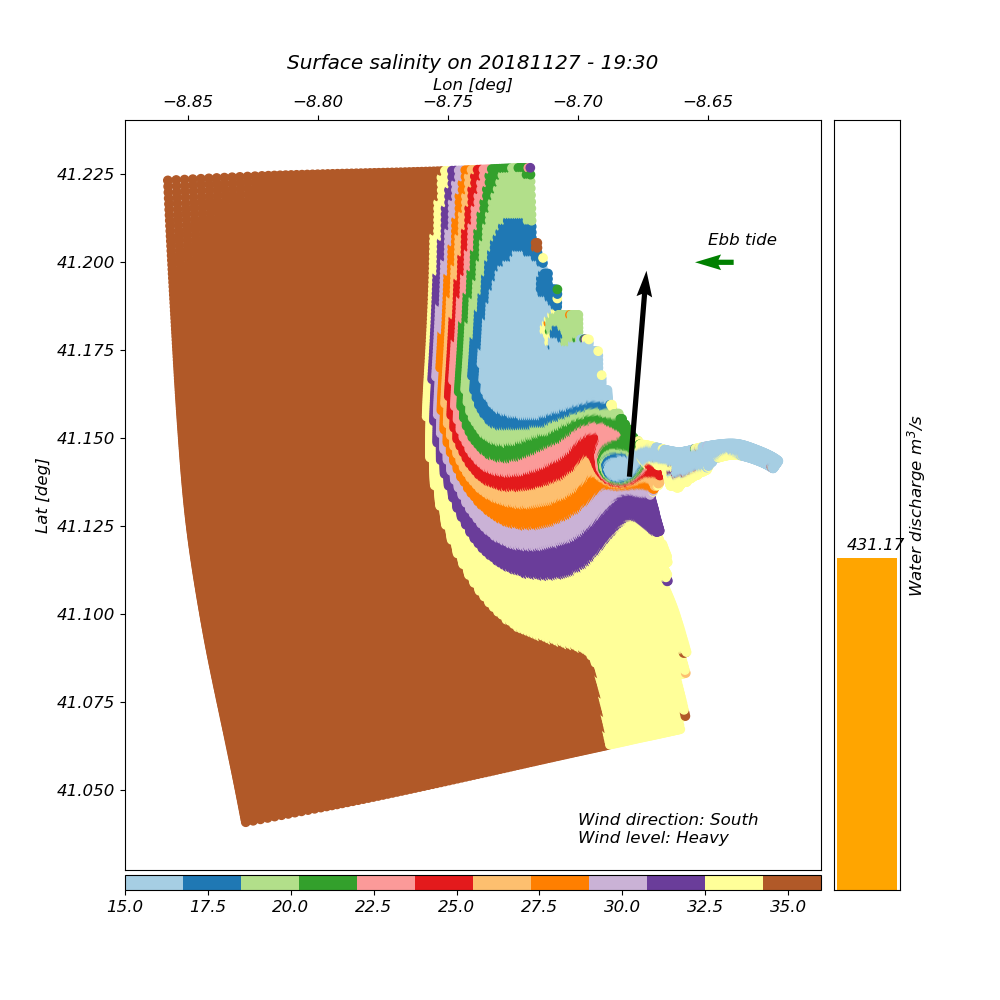 Surface salinity on 20181127 - 19:30
Lon [deg]
−8.85 −8.80 −8.75 −8.70 −8.65
41.225
41.200
41.175
41.150
41.125
41.100
41.075
41.050
Lat [deg]
Ebb tide
Wind direction: South
Wind level: Heavy
431.17
Water discharge m³/s
15.0 17.5 20.0 22.5 25.0 27.5 30.0 32.5 35.0